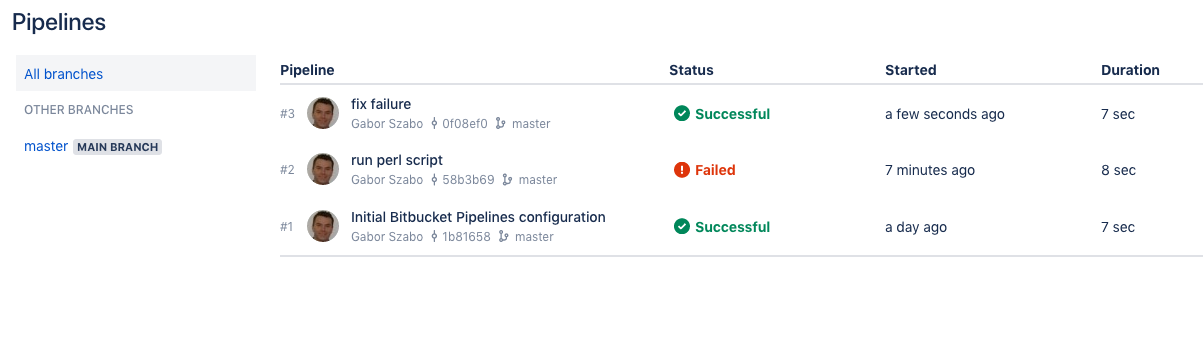 Pipelines
All branches
OTHER BRANCHES
master MAIN BRANCH
Pipeline Status Started Duration
#3 fix failure Successful a few seconds ago 7 sec
Gabor Szabo 0f08ef0 master
#2 run perl script Failed 7 minutes ago 8 sec
Gabor Szabo 58b3b69 master
#1 Initial Bitbucket Pipelines configuration Successful a day ago 7 sec
Gabor Szabo 1b81658 master